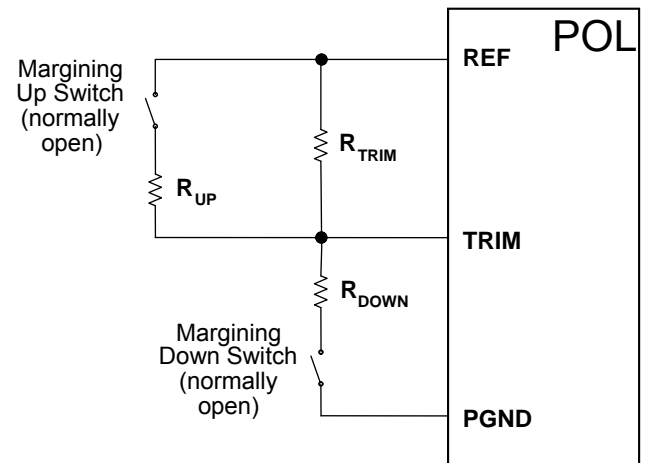 POL
REF
Margining
Up Switch
(normally
open)
R_TRIM
R_UP
TRIM
R_DOWN
Margining
Down Switch
(normally
open)
PGND